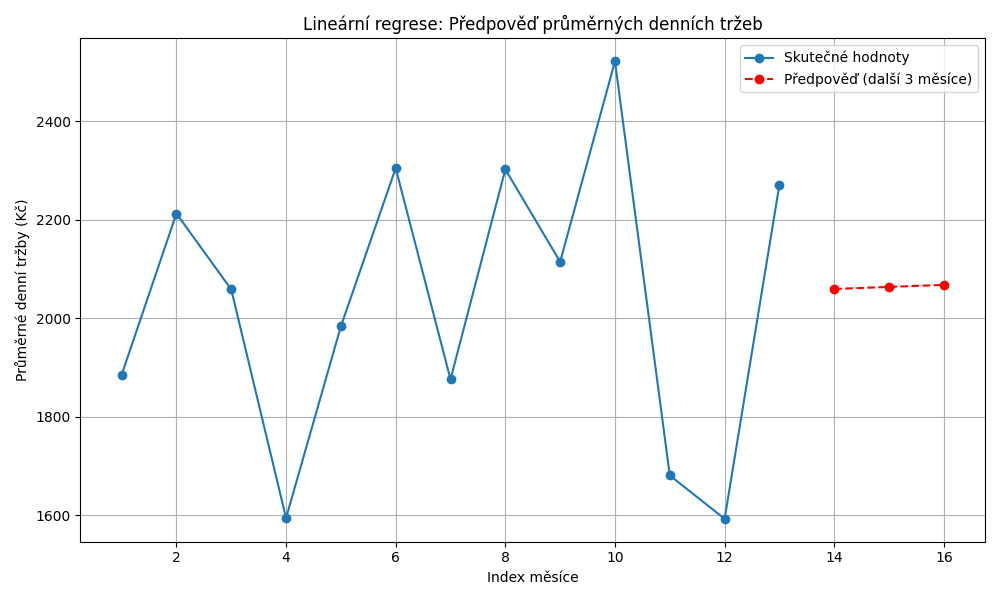 Lineární regrese: Předpověď průměrných denních tržeb
Skutečné hodnoty
Předpověď (další 3 měsíce)
Průměrné denní tržby (Kč)
2400
2200
2000
1800
1600
2 4 6 8 10 12 14 16
Index měsíce